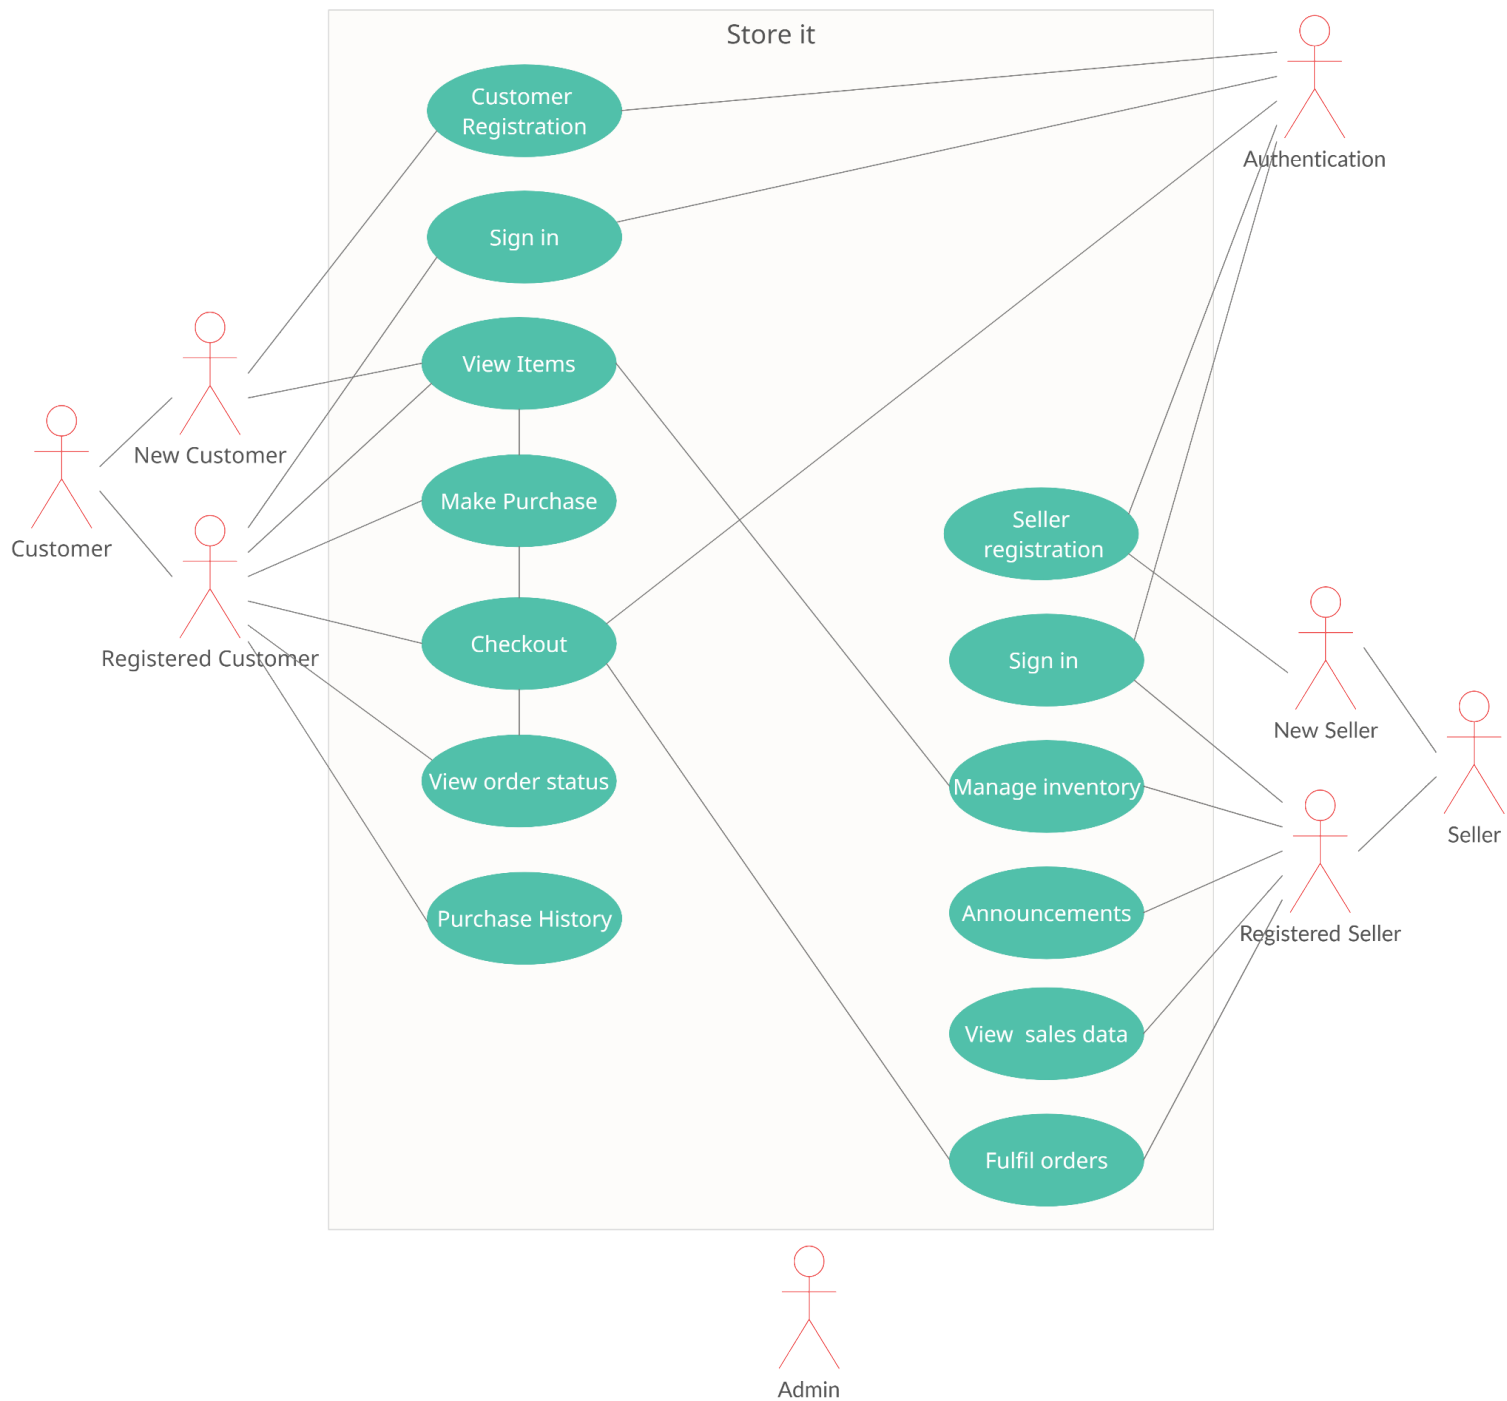 Store it
Customer
Registration
Authentication
Sign in
View Items
New Customer
Make Purchase
Customer
Seller
registration
Registered Customer
Checkout
Sign in
New Seller
View order status
Manage inventory
Seller
Purchase History
Announcements
Registered Seller
View  sales data
Fulfil orders
Admin